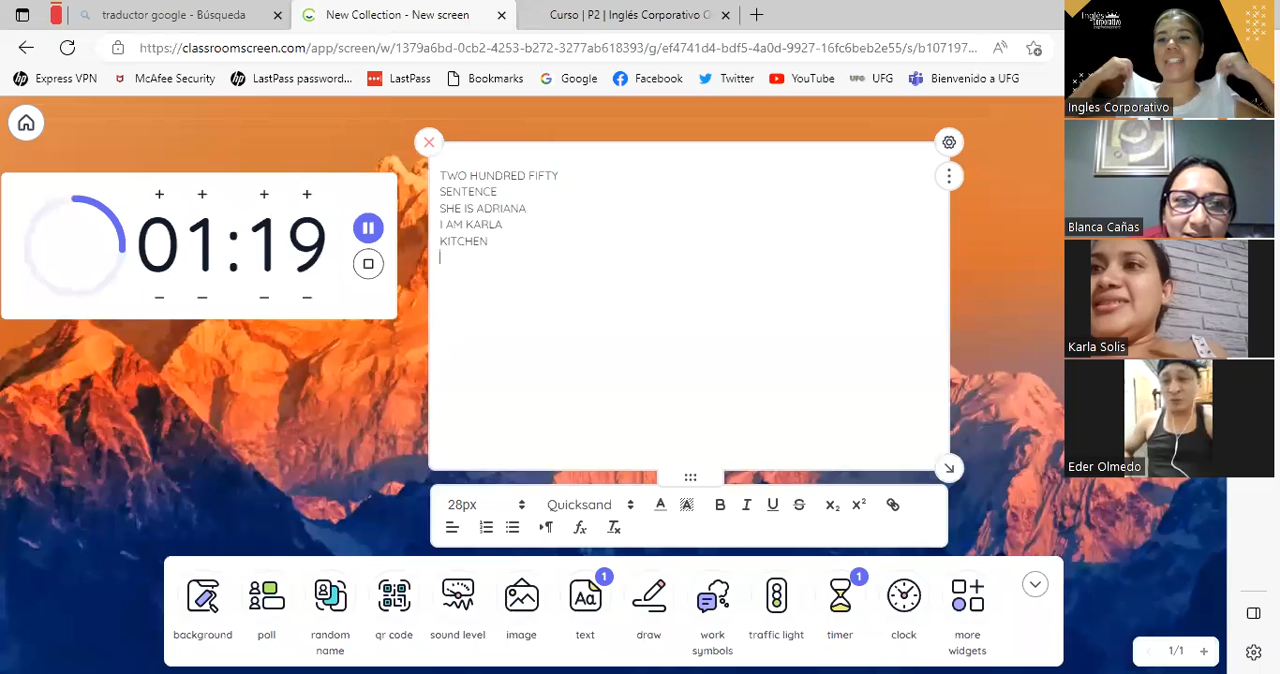 traductor google - Búsqueda
New Collection - New screen
Curso | P2 | Inglés Corporativo
https://classroomscreen.com/app/screen/w/1379a6bd-0cb2-4253-b272-3277ab618393/g/ef4741d4-bdf5-4a0d-9927-16fc6beb2e55/s/b107197...
Express VPN
McAfee Security
LastPass password...
LastPass
Bookmarks
Google
Facebook
Twitter
YouTube
UFG
Bienvenido a UFG
Inglés Corporativo
Ingles Corporativo
Blanca Cañas
Karla Solis
Eder Olmedo
01:19
TWO HUNDRED FIFTY
SENTENCE
SHE IS ADRIANA
I AM KARLA
KITCHEN
28px
Quicksand
background
poll
random
name
qr code
sound level
image
1
text
draw
work
symbols
traffic light
1
timer
clock
more
widgets
1/1